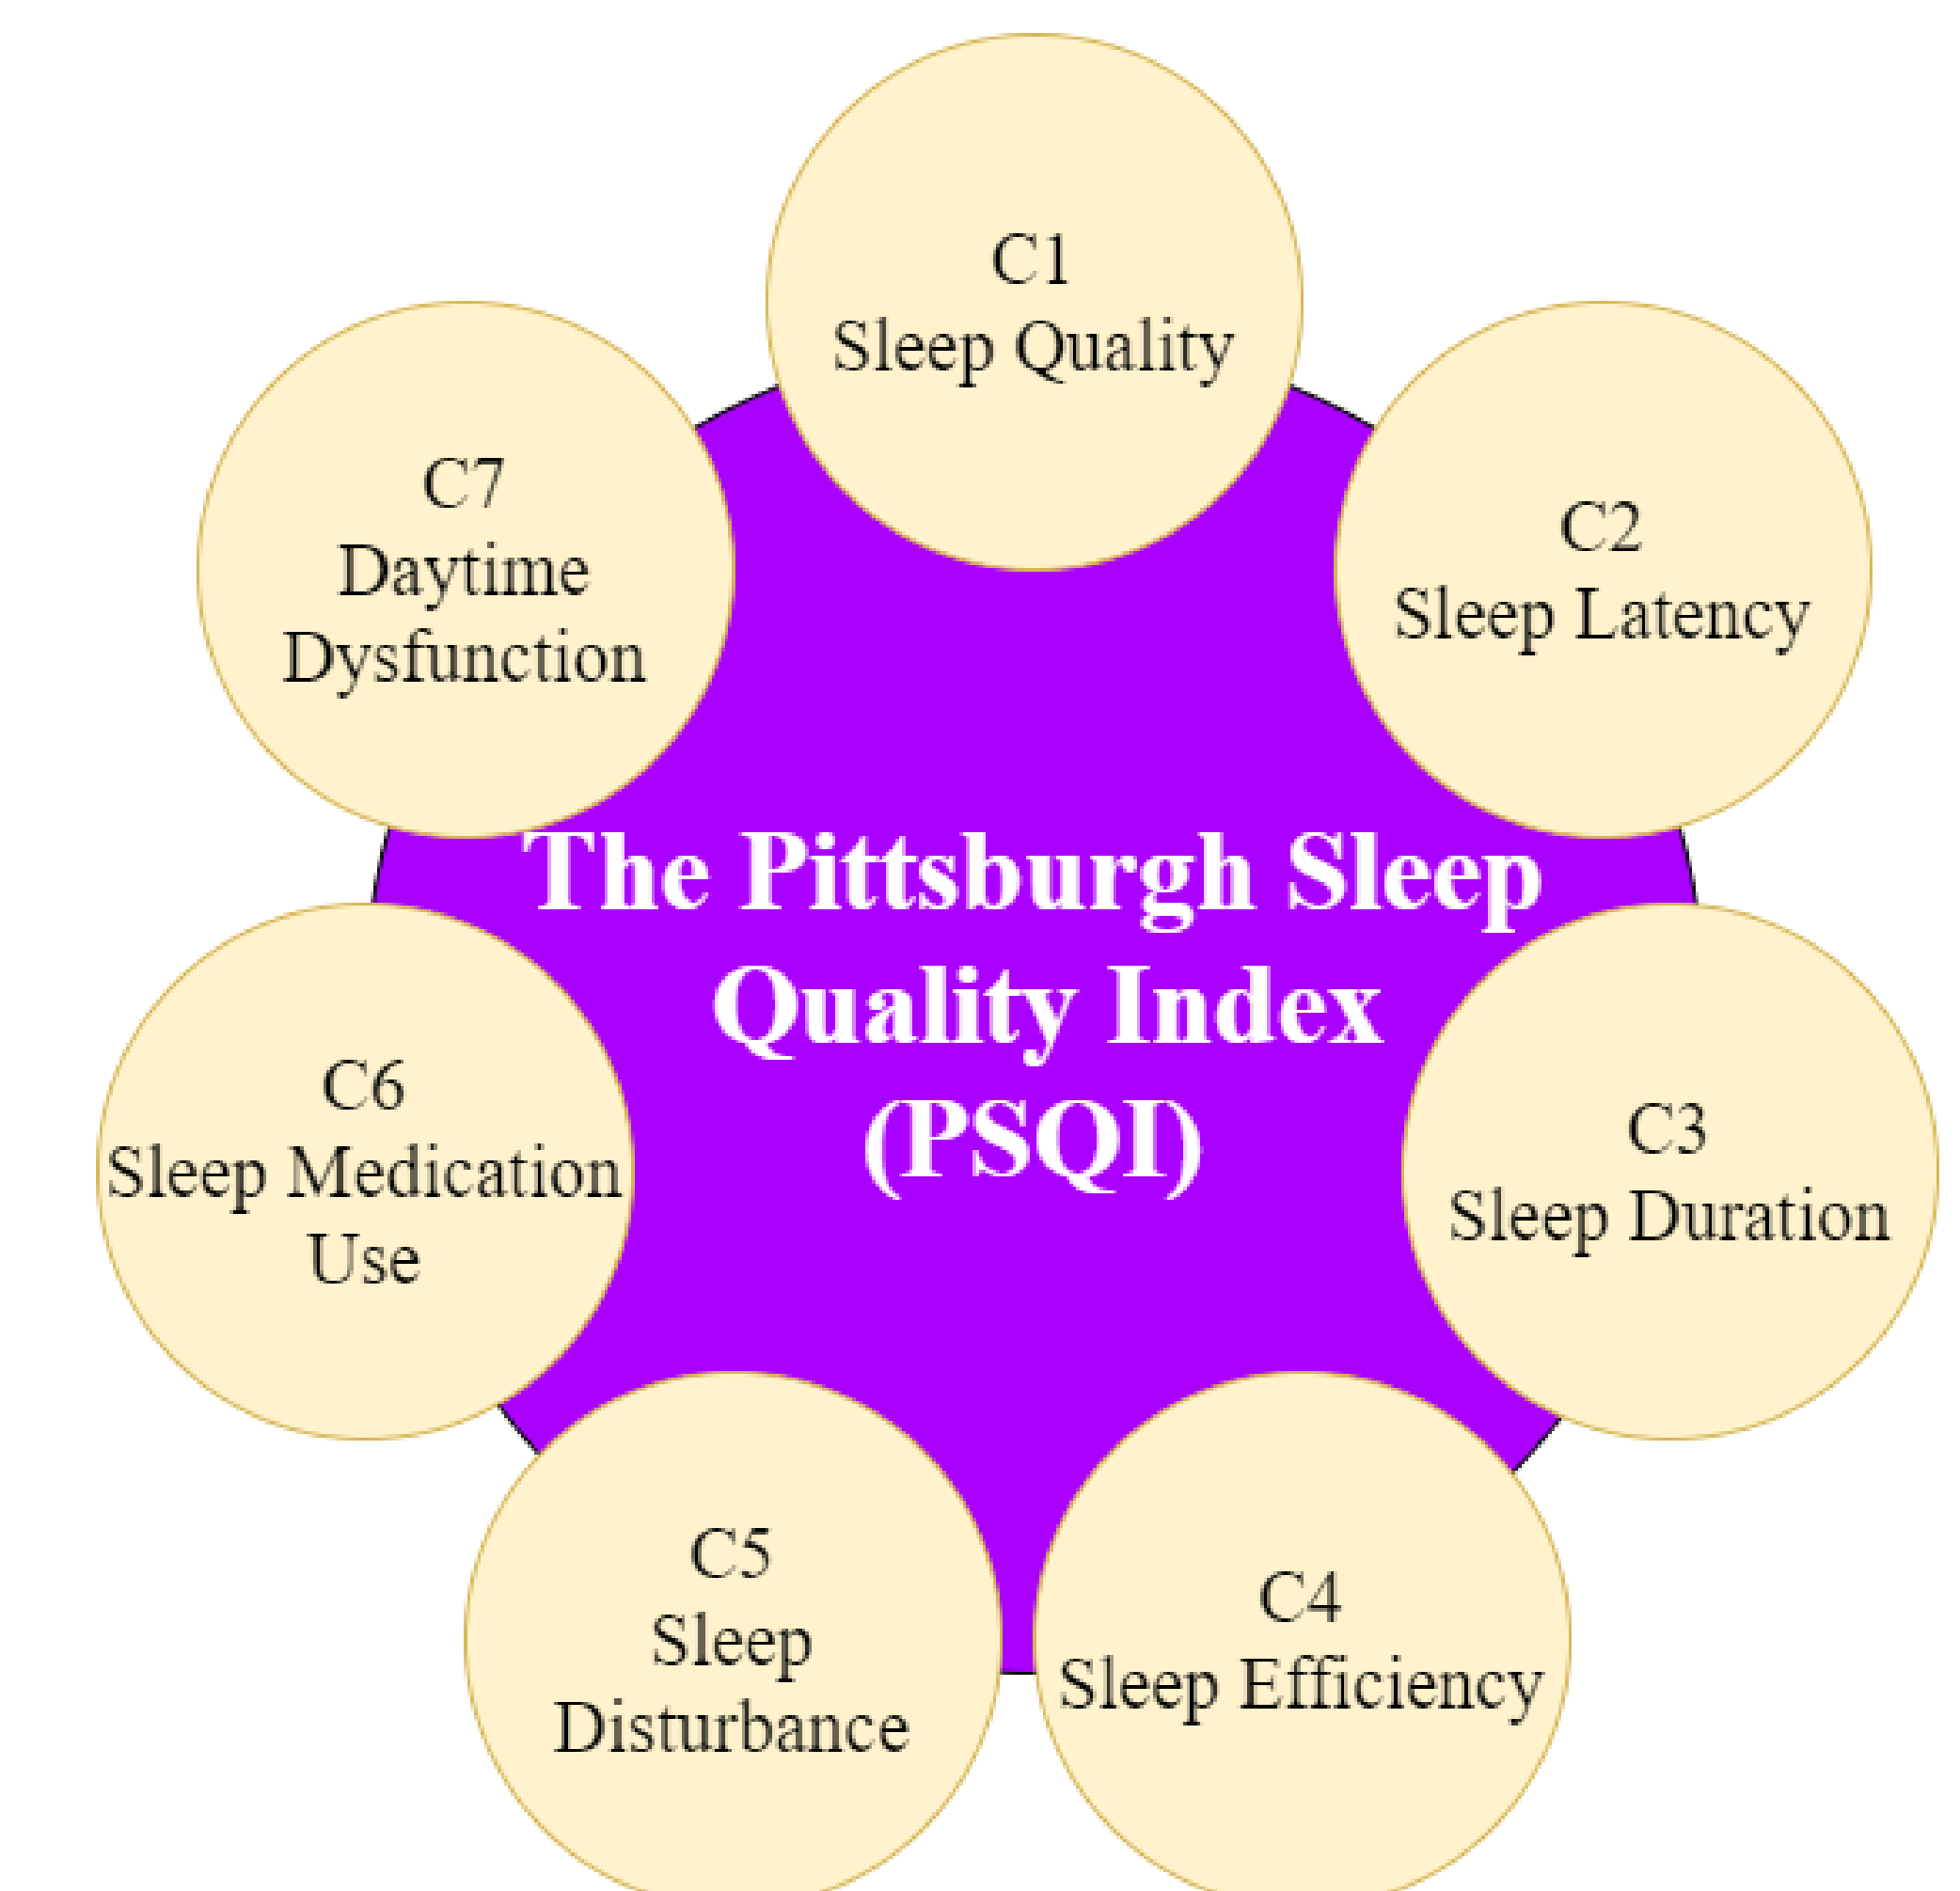 C1
Sleep Quality
C2
Sleep Latency
C3
Sleep Duration
C4
Sleep Efficiency
C5
Sleep
Disturbance
C6
Sleep Medication
Use
C7
Daytime
Dysfunction
The Pittsburgh Sleep
Quality Index
(PSQI)